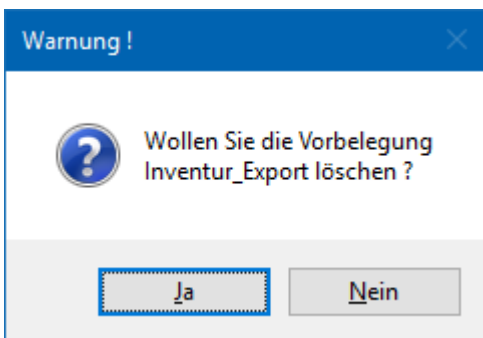 Warnung !
Wollen Sie die Vorbelegung
Inventur_Export löschen ?
Ja
Nein